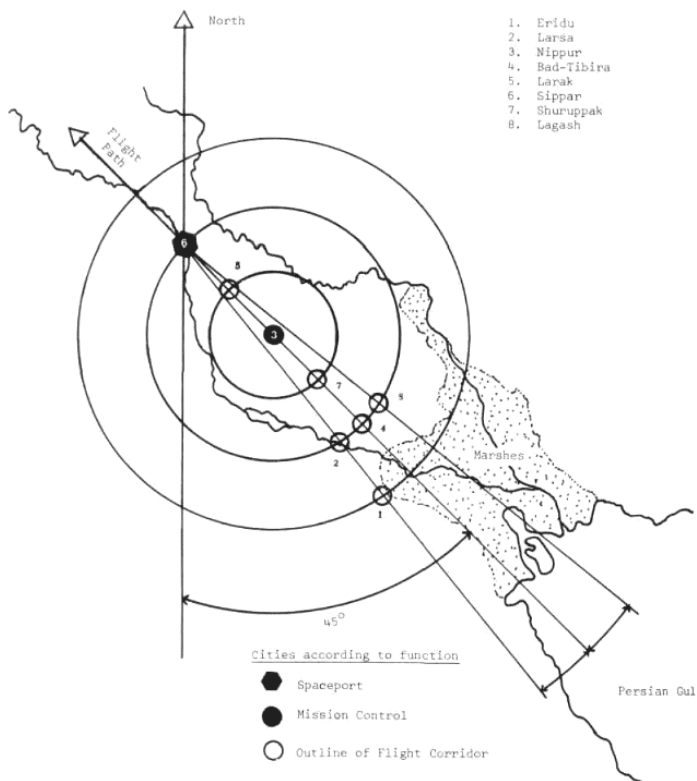 North
1. Eridu
2. Larsa
3. Nippur
4. Bad-Tibira
5. Larak
6. Sippar
7. Shuruppak
8. Lagash
Flight
Path
6
3
7
4
2
1
Marshes
45°
Cities according to function
Spaceport
Mission Control
Outline of Flight Corridor
Persian Gul